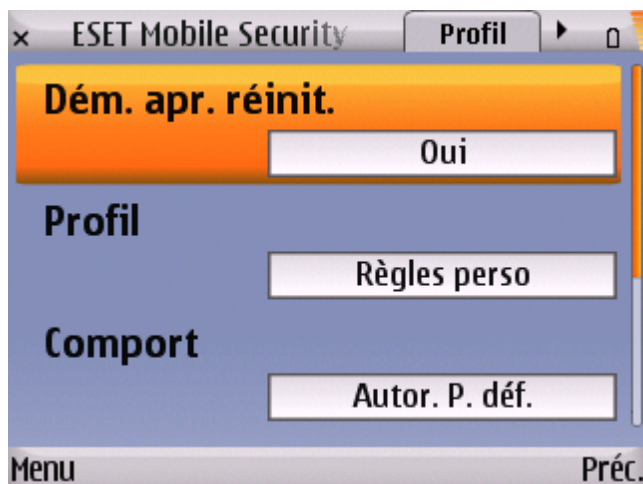 ESET Mobile Security Profil
Dém. apr. réinit.
Oui
Profil
Règles perso
Comport
Autor. P. déf.
Menu Préc.